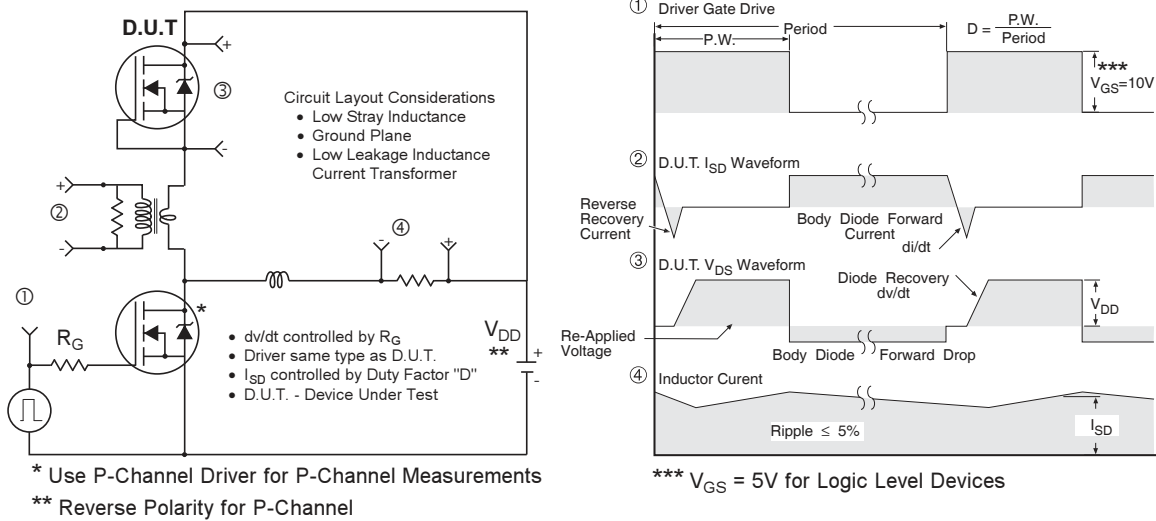 D.U.T
+
③
-
Circuit Layout Considerations
• Low Stray Inductance
• Ground Plane
• Low Leakage Inductance
Current Transformer
+
②
-
-
④
+
①
R_G
*
• dv/dt controlled by R_G
• Driver same type as D.U.T.
• I_SD controlled by Duty Factor "D"
• D.U.T. - Device Under Test
V_DD
**
+
-
* Use P-Channel Driver for P-Channel Measurements
** Reverse Polarity for P-Channel
① Driver Gate Drive
Period
P.W.
D = P.W.
Period
***
V_GS=10V
② D.U.T. I_SD Waveform
Reverse
Recovery
Current
Body Diode Forward
Current
di/dt
③ D.U.T. V_DS Waveform
Diode Recovery
dv/dt
V_DD
Re-Applied
Voltage
Body Diode Forward Drop
④ Inductor Curent
Ripple ≤ 5%
I_SD
*** V_GS = 5V for Logic Level Devices